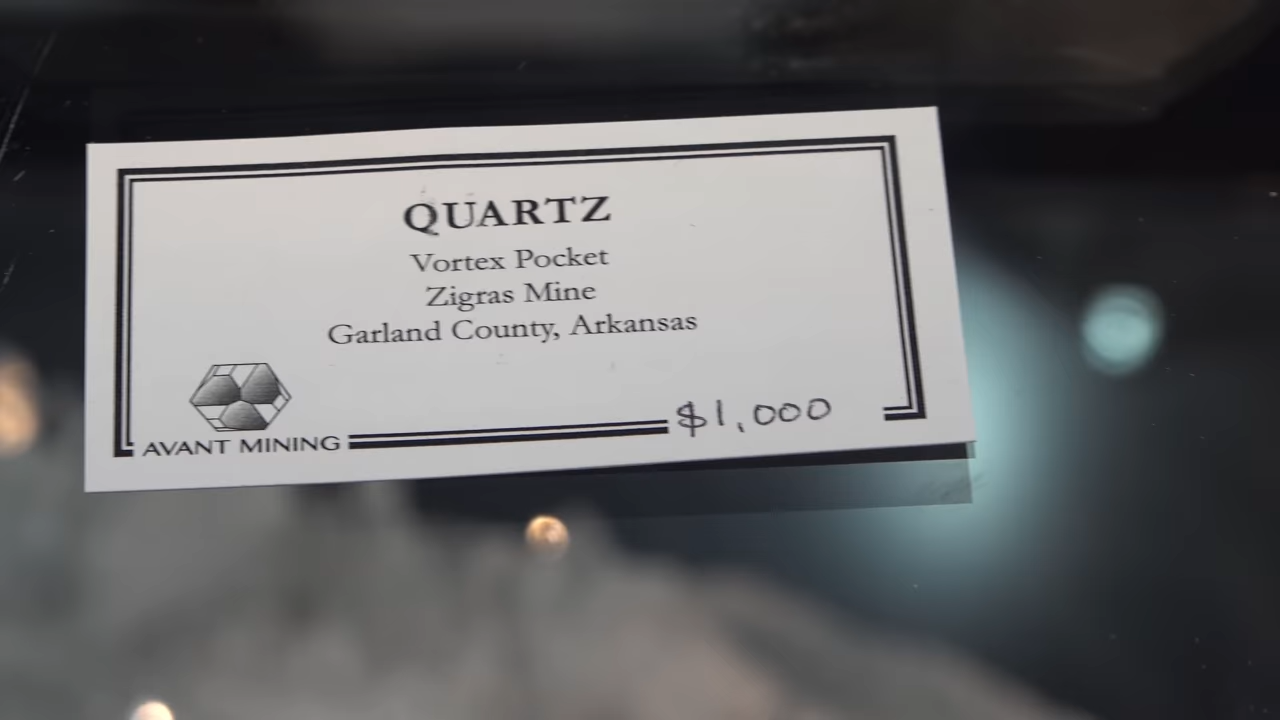 QUARTZ
Vortex Pocket
Zigras Mine
Garland County, Arkansas
$1,000
AVANT MINING